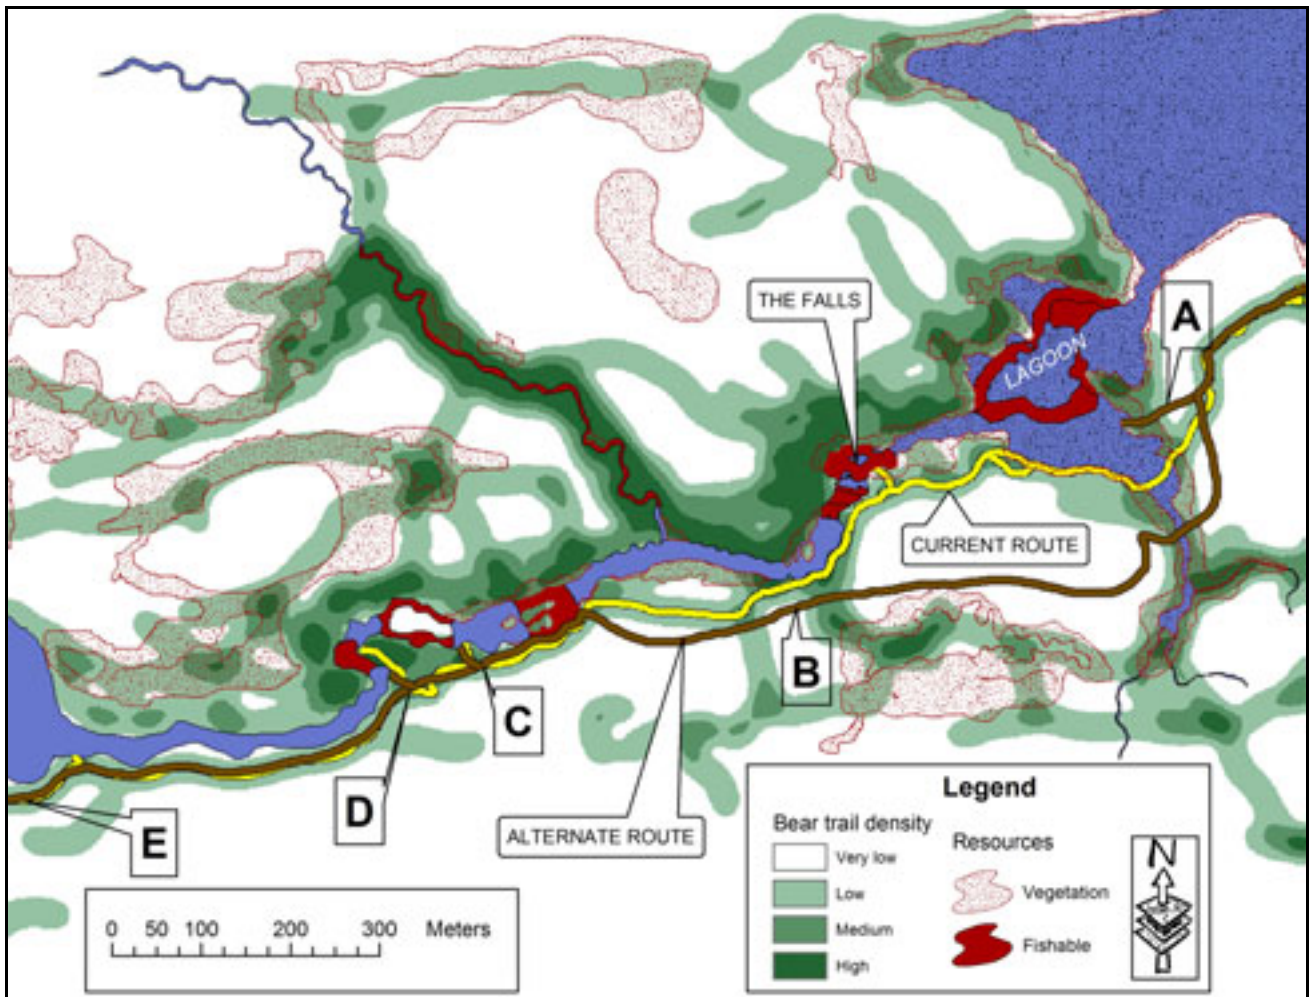 THE FALLS
A
LAGOON
CURRENT ROUTE
B
C
D
ALTERNATE ROUTE
E
0 50 100 200 300 Meters
Legend
Bear trail density
Very low
Low
Medium
High
Resources
Vegetation
Fishable
N